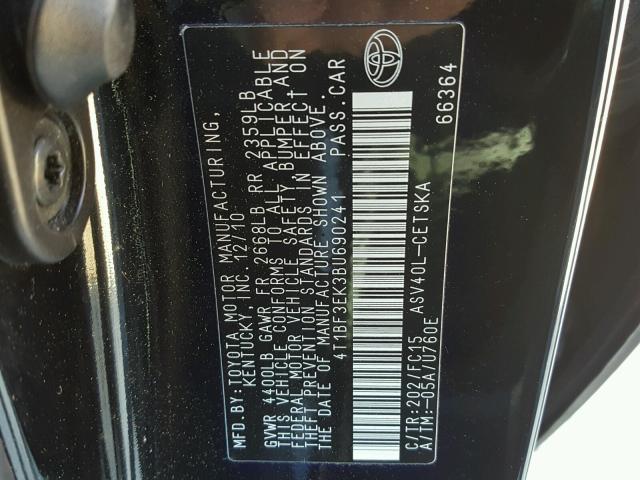 MFD. BY: TOYOTA MOTOR MANUFACTURING,
KENTUCKY, INC. 12/10
GVWR 4400LB GAWR FR 2668LB RR 2359LB
THIS VEHICLE CONFORMS TO ALL APPLICABLE
FEDERAL MOTOR VEHICLE SAFETY, BUMPER AND
THEFT PREVENTION STANDARDS IN EFFECT ON
THE DATE OF MANUFACTURE SHOWN ABOVE.
4T1BF3EK3BU690241 PASS. CAR
C/TR: 202/FC15 ASV40L-CETSKA 66364
A/TM: -05A/U760E